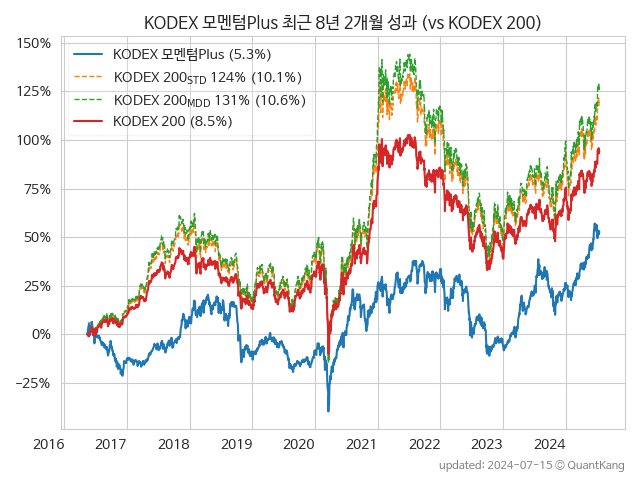 KODEX 모멘텀Plus 최근 8년 2개월 성과 (vs KODEX 200)
150%
125%
100%
75%
50%
25%
0%
−25%
KODEX 모멘텀Plus (5.3%)
KODEX 200STD 124% (10.1%)
KODEX 200MDD 131% (10.6%)
KODEX 200 (8.5%)
2016 2017 2018 2019 2020 2021 2022 2023 2024
updated: 2024-07-15 © QuantKang